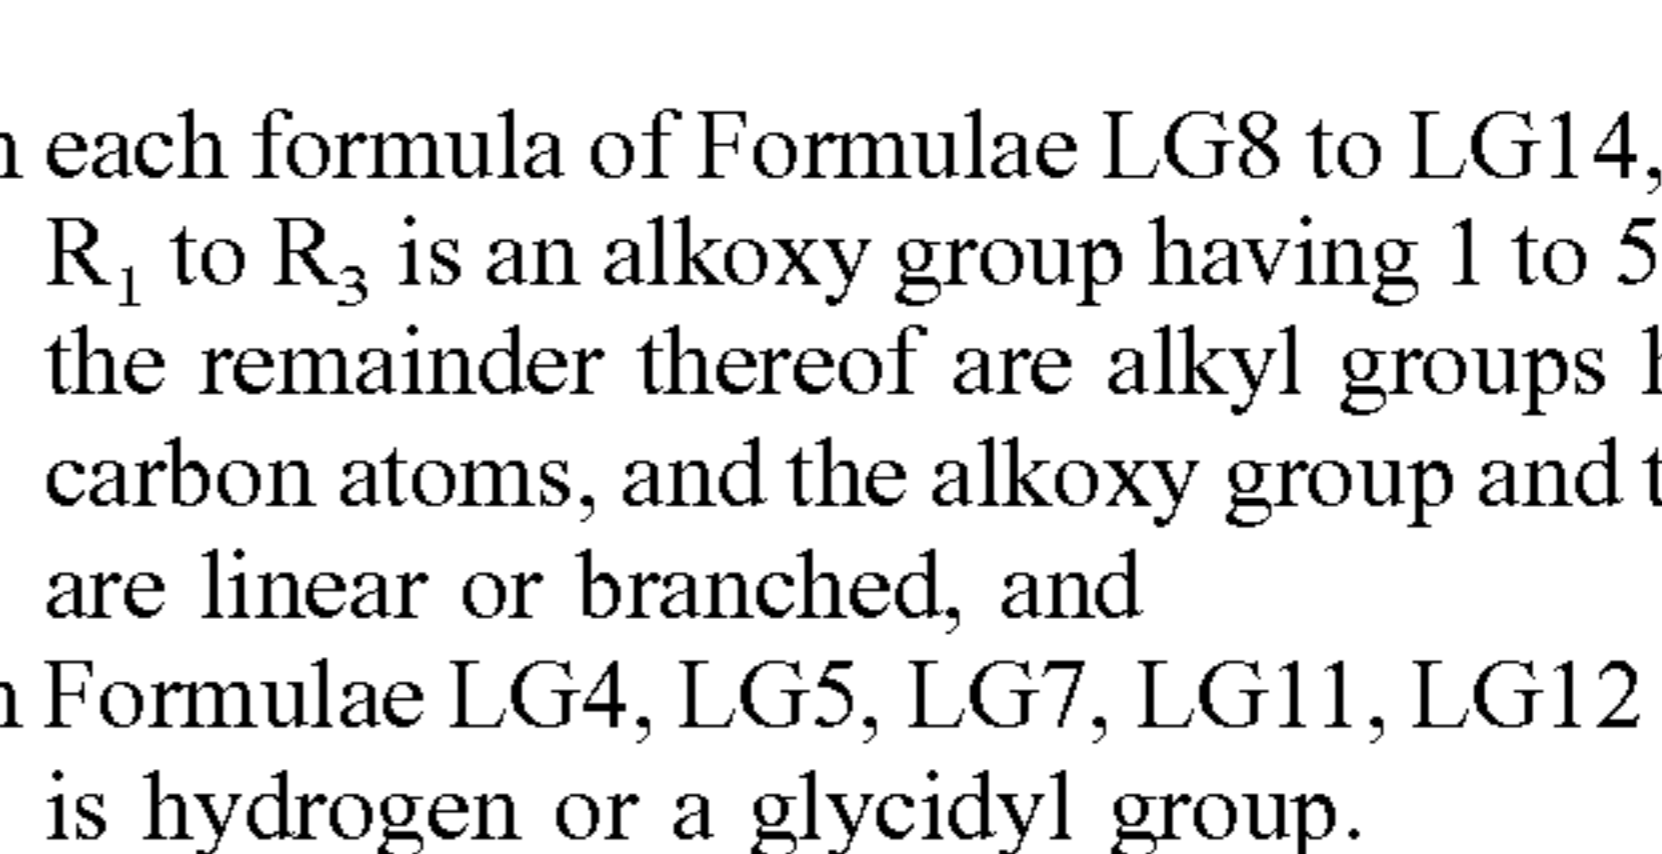 each formula of Formulae LG8 to LG14,
R₁ to R₃ is an alkoxy group having 1 to 5
the remainder thereof are alkyl groups
carbon atoms, and the alkoxy group and
are linear or branched, and
Formulae LG4, LG5, LG7, LG11, LG12
is hydrogen or a glycidyl group.